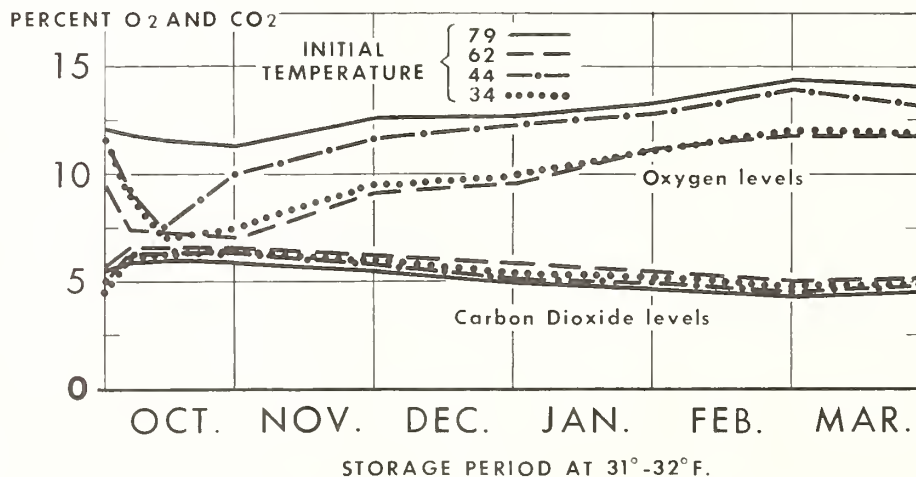 PERCENT O2 AND CO2
INITIAL
TEMPERATURE
79
62
44
34
15
10
5
0
Oxygen levels
Carbon Dioxide levels
OCT. NOV. DEC. JAN. FEB. MAR.
STORAGE PERIOD AT 31°-32°F.